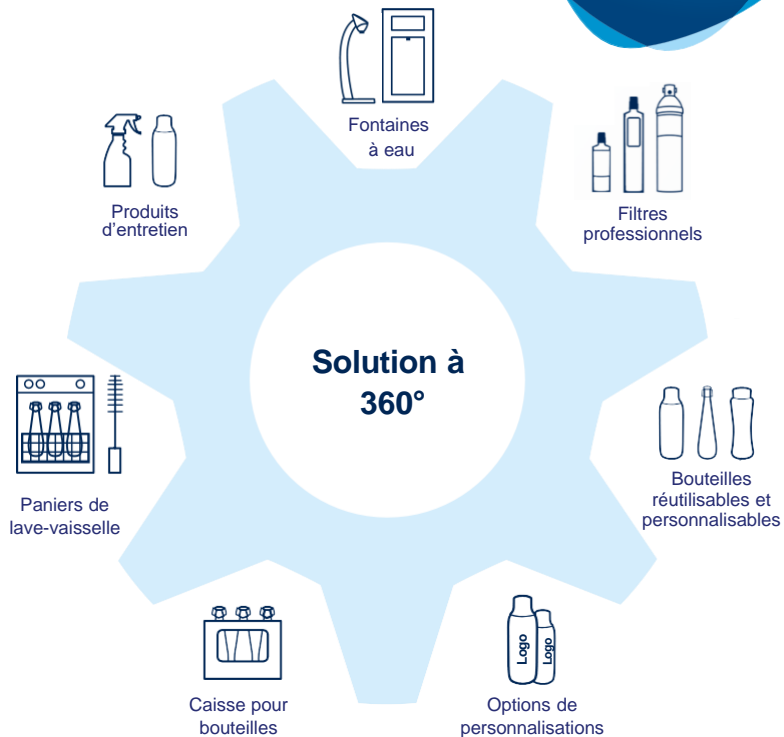 Fontaines
à eau
Produits
d'entretien
Filtres
professionnels
Solution à
360°
Paniers de
lave-vaisselle
Bouteilles
réutilisables et
personnalisables
Caisse pour
bouteilles
Logo
Logo
Options de
personnalisations